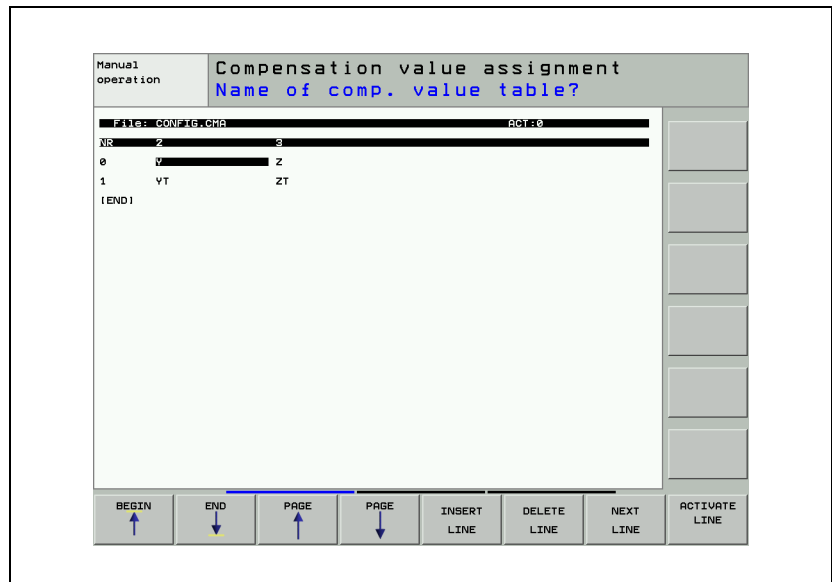 Manual operation
Compensation value assignment
Name of comp. value table?
File: CONFIG.CMA ACT:0
NR 2 3
0 Y Z
1 YT ZT
[END]
BEGIN
END
PAGE
PAGE
INSERT LINE
DELETE LINE
NEXT LINE
ACTIVATE LINE